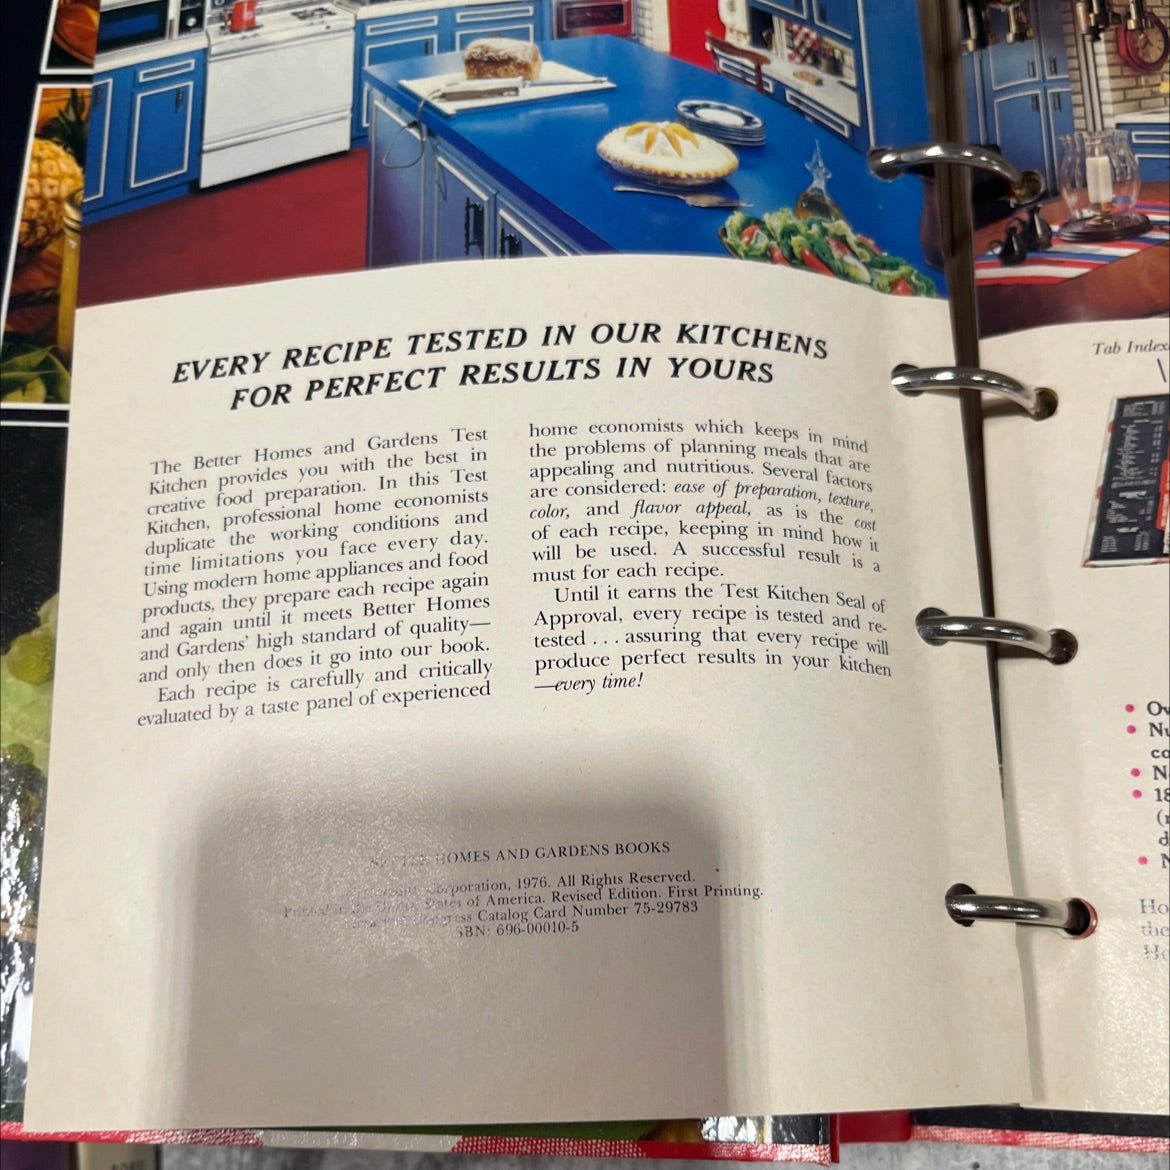 EVERY RECIPE TESTED IN OUR KITCHENS
FOR PERFECT RESULTS IN YOURS
The Better Homes and Gardens Test
Kitchen provides you with the best in
creative food preparation. In this Test
Kitchen, professional home economists
duplicate the working conditions and
time limitations you face every day.
Using modern home appliances and food
products, they prepare each recipe again
and again until it meets Better Homes
and Gardens' high standard of quality—
and only then does it go into our book.
Each recipe is carefully and critically
evaluated by a taste panel of experienced
home economists which keeps in mind
the problems of planning meals that are
appealing and nutritious. Several factors
are considered: ease of preparation, texture,
color, and flavor appeal, as is the cost
of each recipe, keeping in mind how it
will be used. A successful result is a
must for each recipe.
Until it earns the Test Kitchen Seal of
Approval, every recipe is tested and re-
tested . . . assuring that every recipe will
produce perfect results in your kitchen
—every time!
BETTER HOMES AND GARDENS BOOKS
Corporation, 1976. All Rights Reserved.
States of America. Revised Edition. First Printing.
Congress Catalog Card Number 75-29783
SBN: 696-00010-5
Tab Index
18